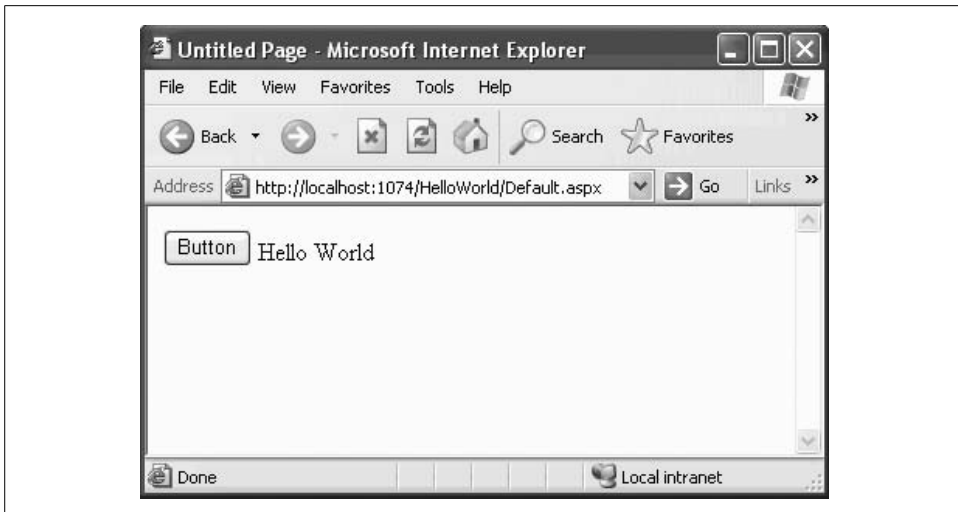 Untitled Page - Microsoft Internet Explorer
File Edit View Favorites Tools Help
Back Search Favorites »
Address http://localhost:1074/HelloWorld/Default.aspx Go Links »
Button Hello World
Done Local intranet